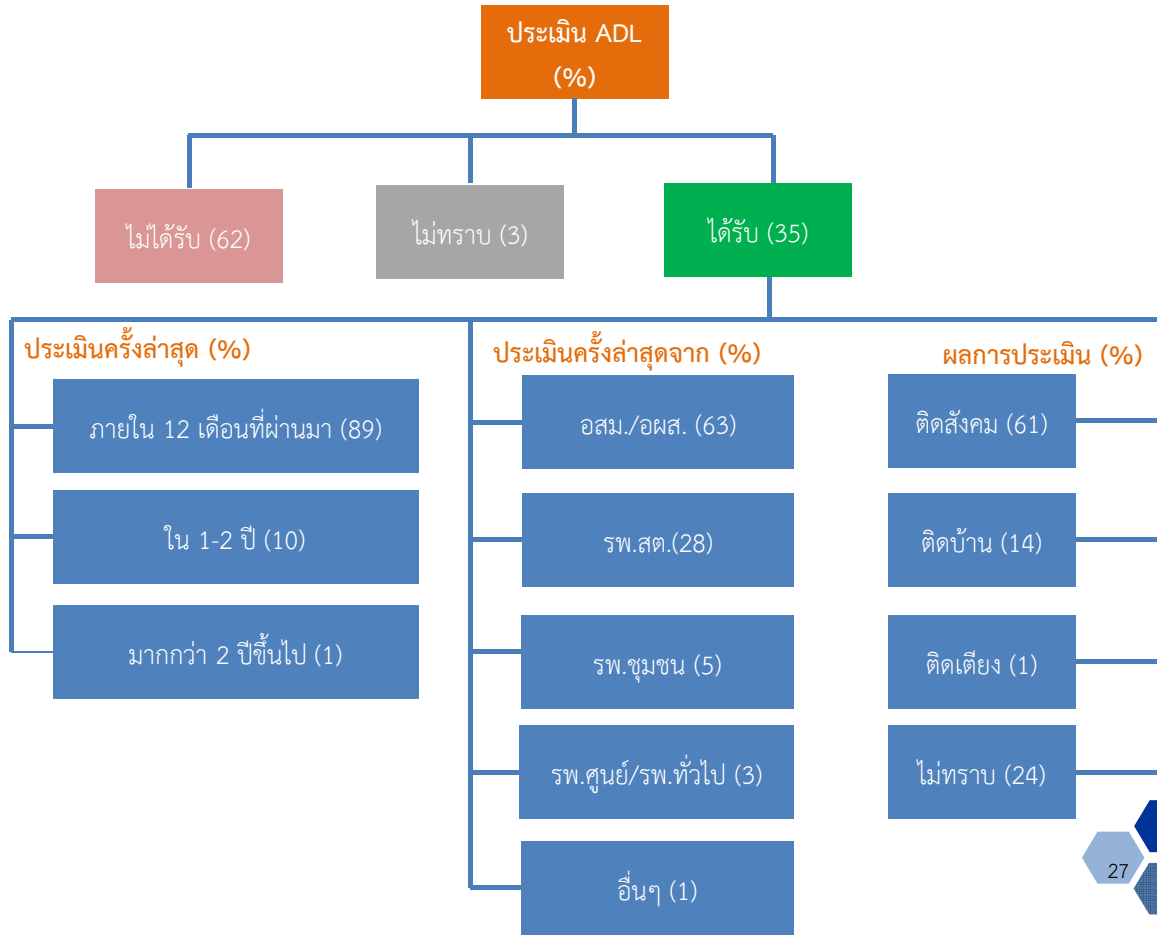 ประเมิน ADL
(%)
ไม่ได้รับ (62)
ไม่ทราบ (3)
ได้รับ (35)
ประเมินครั้งล่าสุด (%)
ภายใน 12 เดือนที่ผ่านมา (89)
ใน 1-2 ปี (10)
มากกว่า 2 ปีขึ้นไป (1)
ประเมินครั้งล่าสุดจาก (%)
อสม./อผส. (63)
รพ.สต.(28)
รพ.ชุมชน (5)
รพ.ศูนย์/รพ.ทั่วไป (3)
อื่นๆ (1)
ผลการประเมิน (%)
ติดสังคม (61)
ติดบ้าน (14)
ติดเตียง (1)
ไม่ทราบ (24)
27